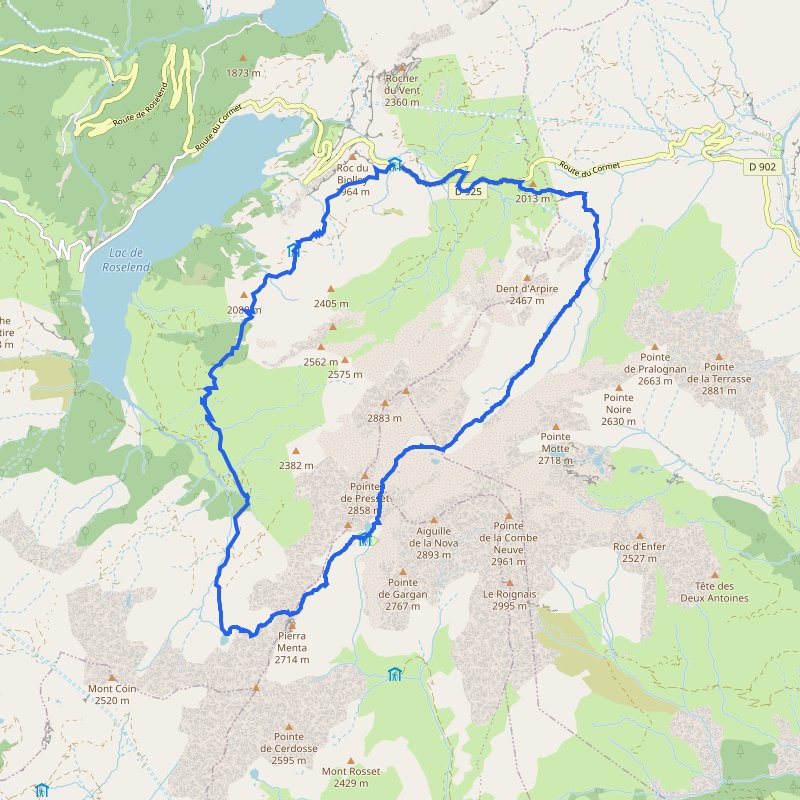 1873 m
Rocher
du Vent
2360 m
Route de Roselend
Route du Cormet
Route du Cormet
D 902
Roc du
D 925
2013 m
Lac de
Roselend
Dent d'Arpire
2467 m
2405 m
2562 m
2575 m
Pointe
de Pralognan
2663 m
Pointe
de la Terrasse
2881 m
Pointe
Noire
2630 m
2883 m
Pointe
Motte
2718 m
2382 m
Pointe
de Presset
2858 m
Aiguille
de la Nova
2893 m
Pointe
de la Combe
Neuve
2961 m
Roc d'Enfer
2527 m
Pointe
de Gargan
2767 m
Le Roignais
2995 m
Tête des
Deux Antoines
Pierra
Menta
2714 m
Mont Coin
2520 m
Pointe
de Cerdosse
2595 m
Mont Rosset
2429 m